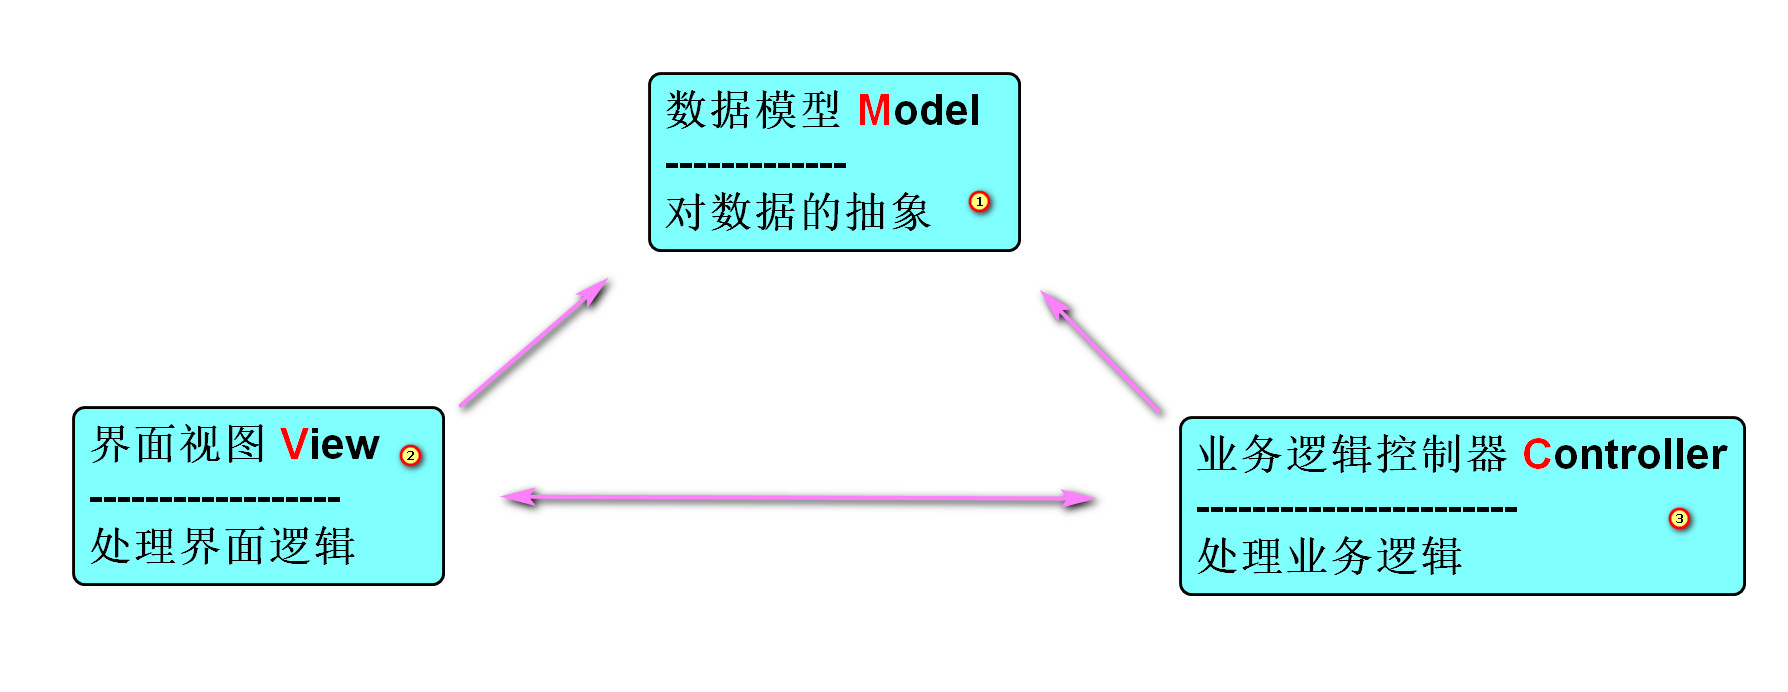 数据模型 Model
-------------
对数据的抽象
1
界面视图 View
2
------------------
处理界面逻辑
业务逻辑控制器 Controller
-----------------------
3
处理业务逻辑